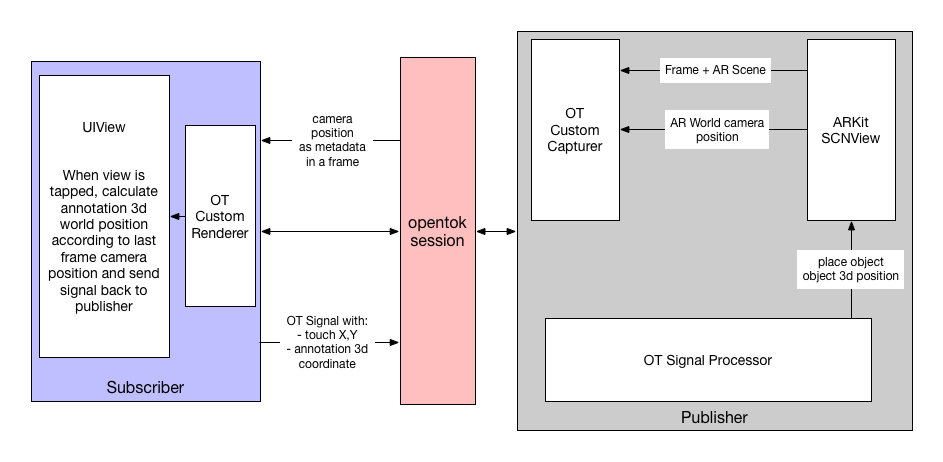 UIView
When view is
tapped, calculate
annotation 3d
world position
according to last
frame camera
position and send
signal back to
publisher
OT
Custom
Renderer
Subscriber
camera
position
as metadata
in a frame
OT Signal with:
- touch X,Y
- annotation 3d
coordinate
opentok
session
OT
Custom
Capturer
Frame + AR Scene
AR World camera
position
ARKit
SCNView
place object
object 3d position
OT Signal Processor
Publisher